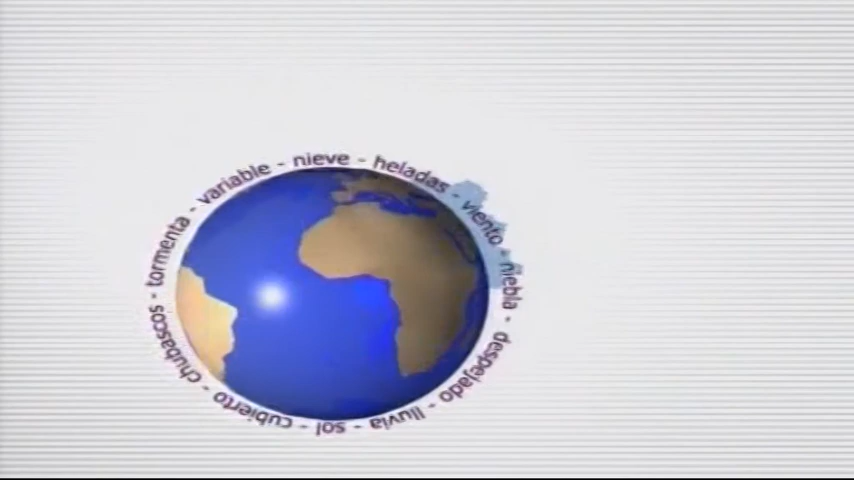 tormenta - variable - nieve - heladas - viento - niebla - despejado - lluvia - sol - cubierto - chubascos -